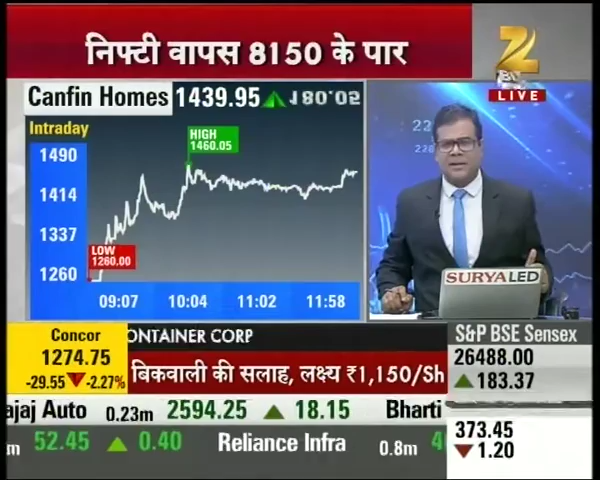 निफ्टी वापस 8150 के पार
LIVE
Canfin Homes 1439.95
Intraday
1490
1414
1337
1260
HIGH
1460.05
LOW
1260.00
09:07 10:04 11:02 11:58
22
228
SURYA LED
Concor
1274.75
-29.55 -2.27%
ONTAINER CORP
बिकवाली की सलाह, लक्ष्य ₹1,150/Sh
S&P BSE Sensex
26488.00
183.37
ajaj Auto 0.23m 2594.25 18.15 Bharti
m 52.45 0.40 Reliance Infra 0.8m 4
373.45
1.20